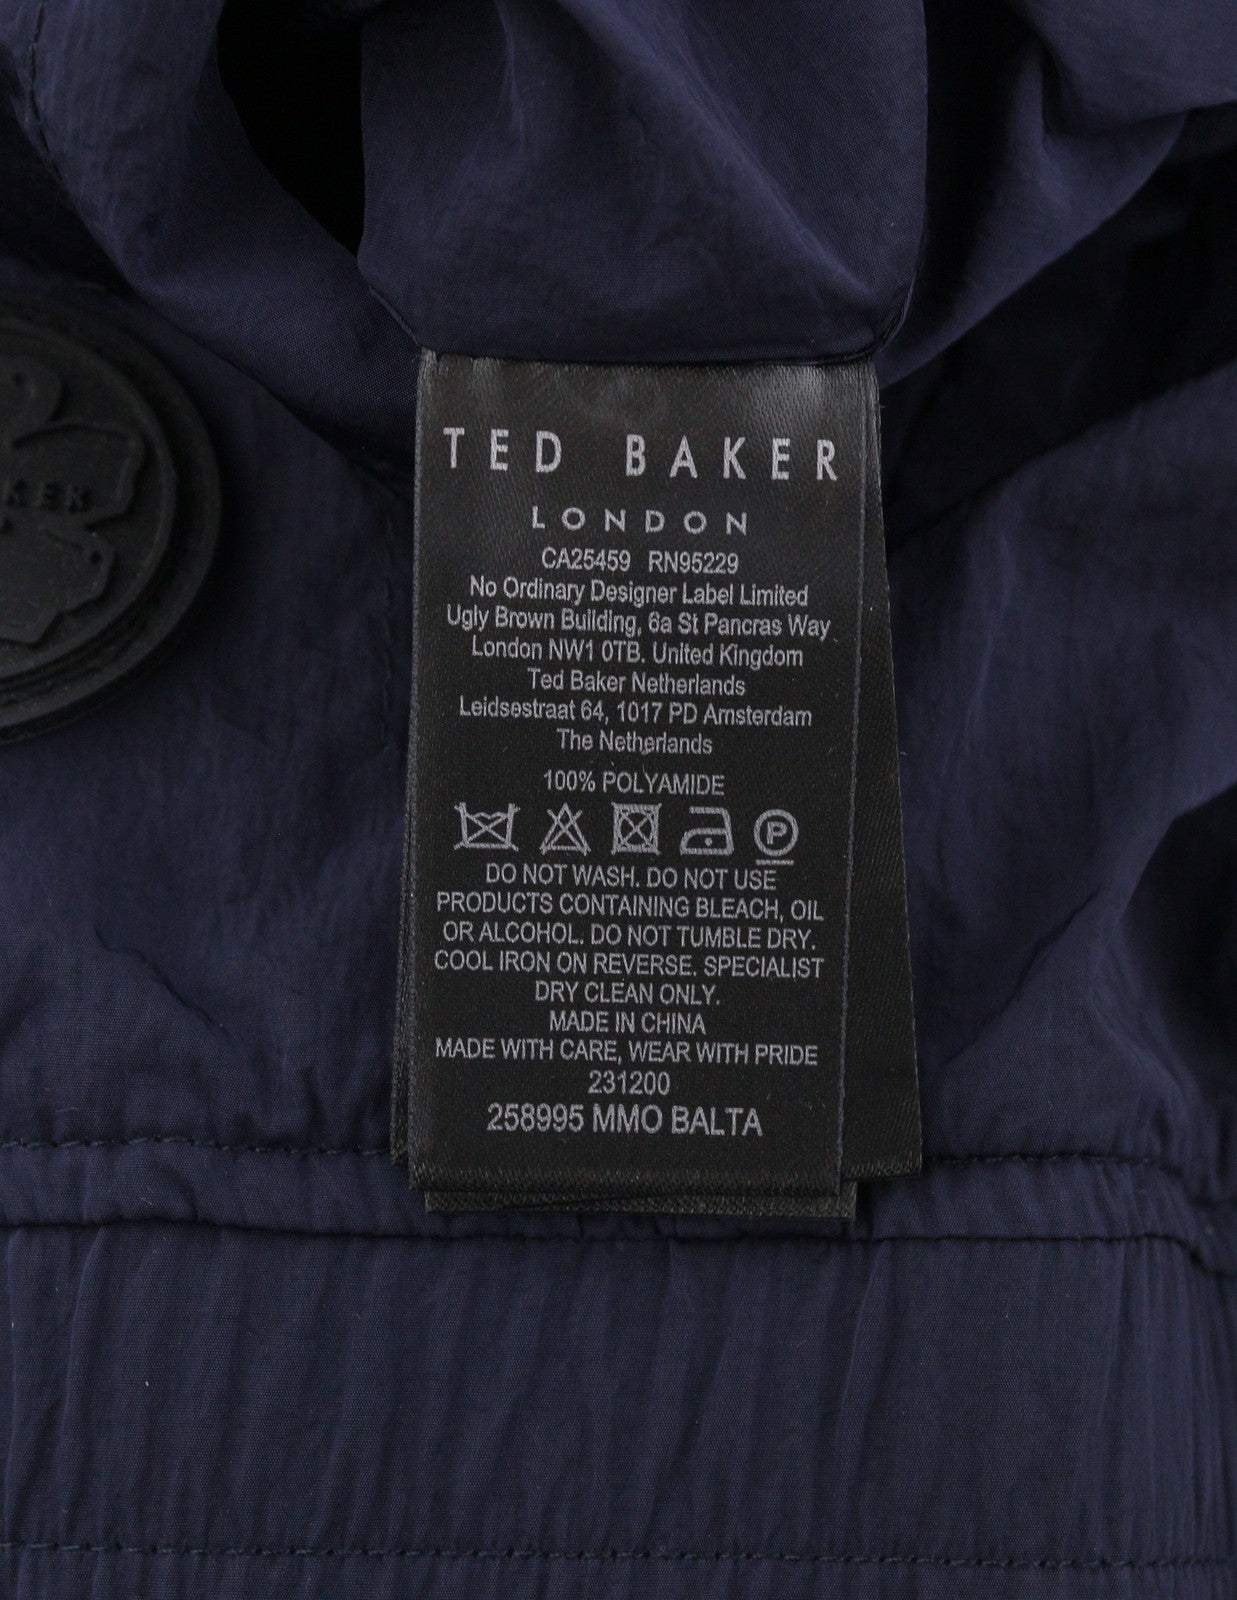 TED BAKER
LONDON
CA25459 RN95229
No Ordinary Designer Label Limited
Ugly Brown Building, 6a St Pancras Way
London NW1 0TB. United Kingdom
Ted Baker Netherlands
Leidsestraat 64, 1017 PD Amsterdam
The Netherlands
100% POLYAMIDE
P
DO NOT WASH. DO NOT USE
PRODUCTS CONTAINING BLEACH, OIL
OR ALCOHOL. DO NOT TUMBLE DRY.
COOL IRON ON REVERSE. SPECIALIST
DRY CLEAN ONLY.
MADE IN CHINA
MADE WITH CARE, WEAR WITH PRIDE
231200
258995 MMO BALTA